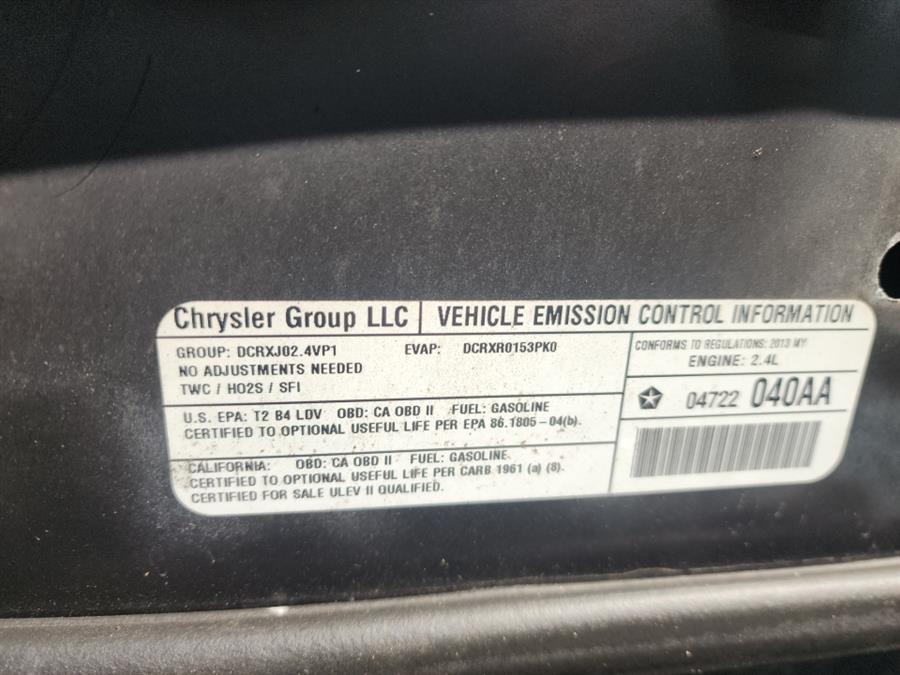 Chrysler Group LLC | VEHICLE EMISSION CONTROL INFORMATION
GROUP: DCRXJ02.4VP1 EVAP: DCRXR0153PK0
NO ADJUSTMENTS NEEDED
TWC / HO2S / SFI
U.S. EPA: T2 B4 LDV OBD: CA OBD II FUEL: GASOLINE
CERTIFIED TO OPTIONAL USEFUL LIFE PER EPA 86.1805-04(b).
CALIFORNIA: OBD: CA OBD II FUEL: GASOLINE
CERTIFIED TO OPTIONAL USEFUL LIFE PER CARB 1961 (a) (8).
CERTIFIED FOR SALE ULEV II QUALIFIED.
CONFORMS TO REGULATIONS: 2013 MY
ENGINE: 2.4L
04722 040AA